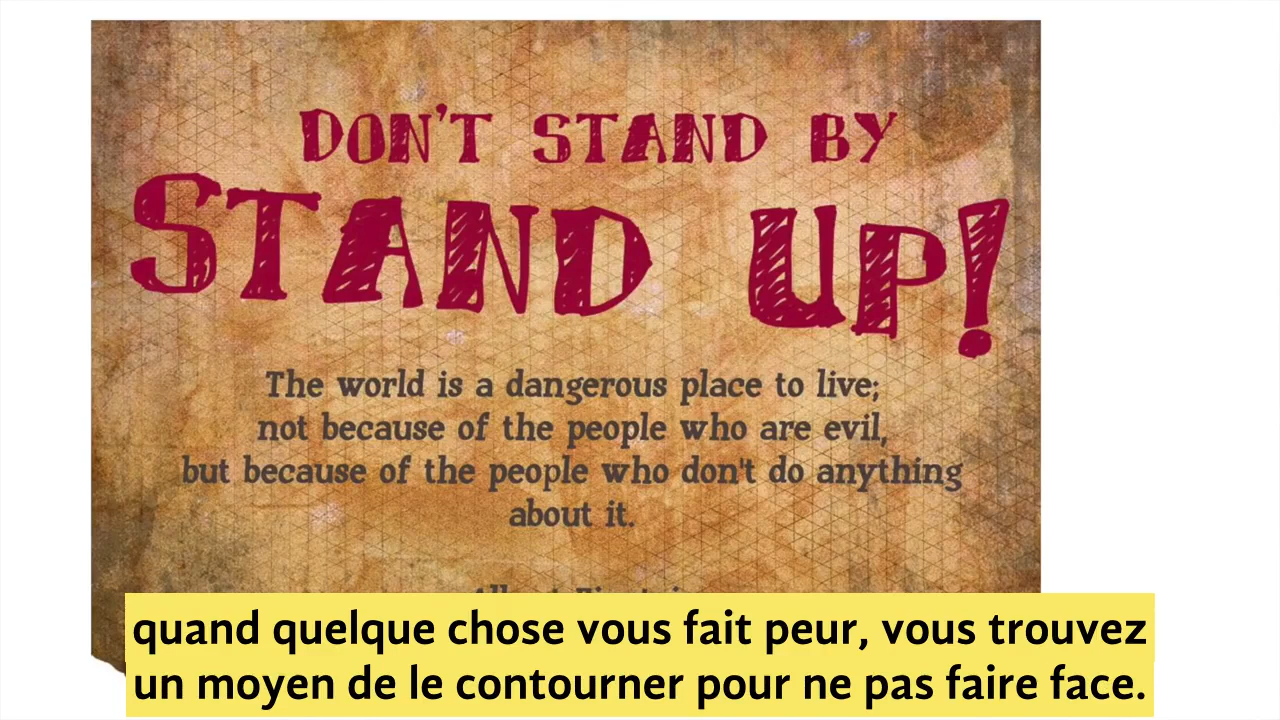 DON'T STAND BY
STAND UP!
The world is a dangerous place to live;
not because of the people who are evil,
but because of the people who don't do anything
about it.
quand quelque chose vous fait peur, vous trouvez
un moyen de le contourner pour ne pas faire face.